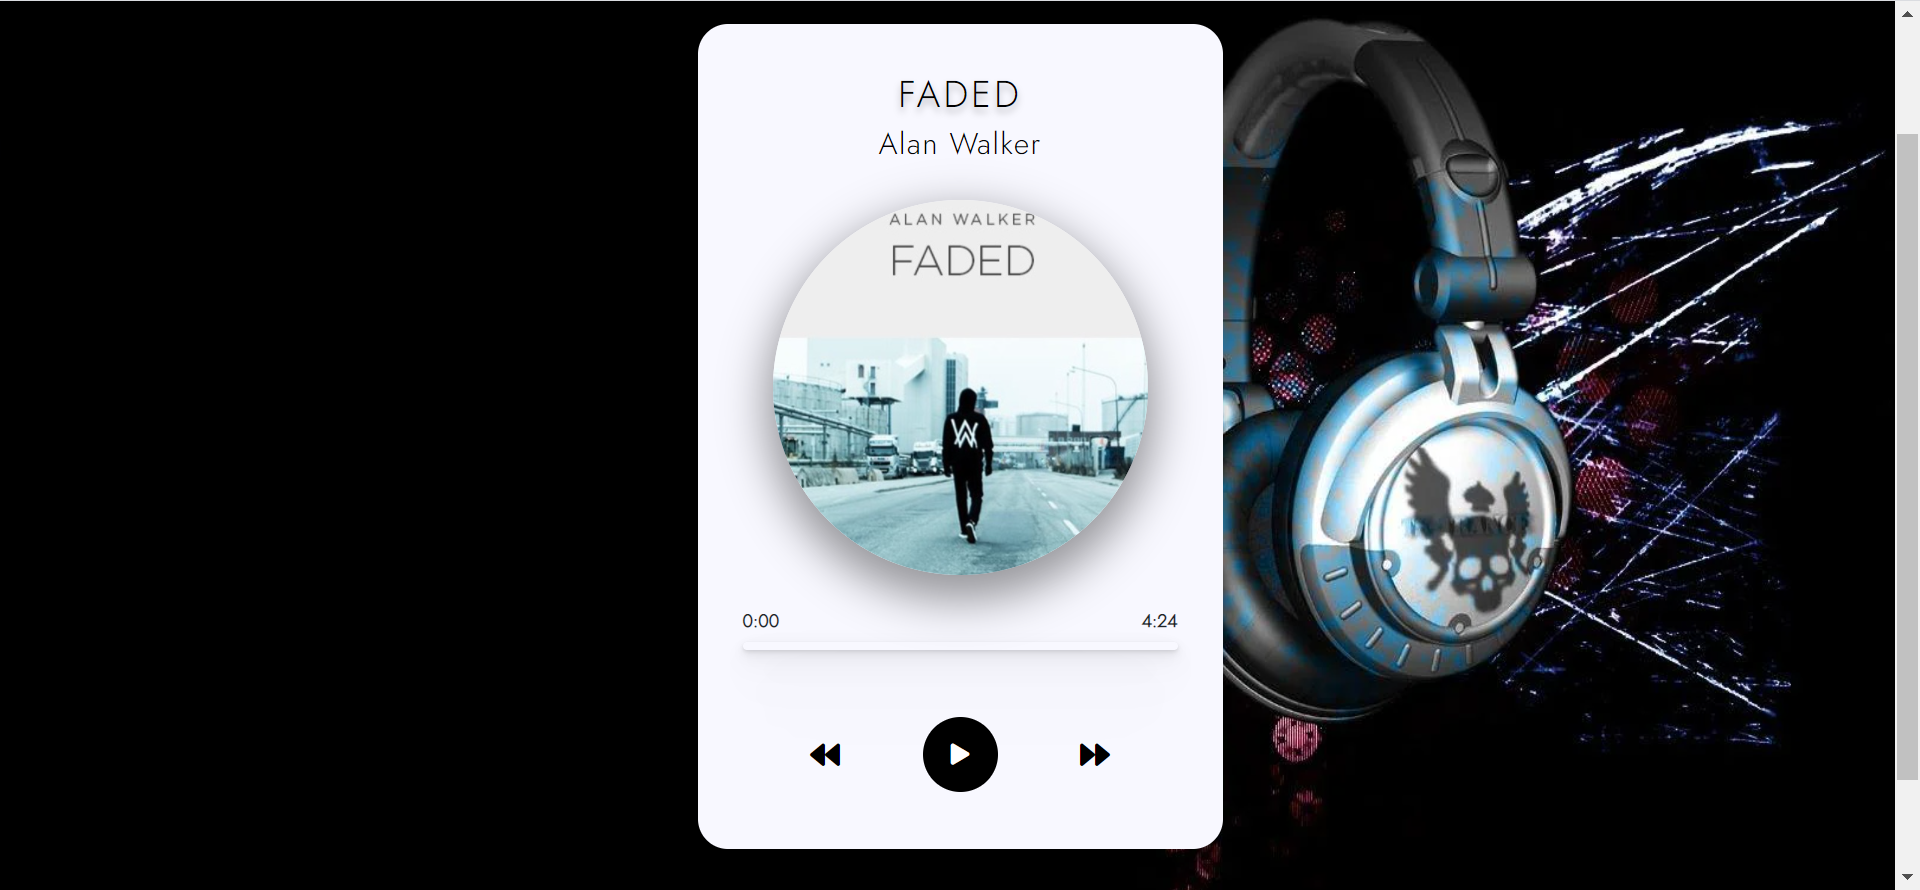 FADED
Alan Walker
ALAN WALKER
FADED
0:00
4:24